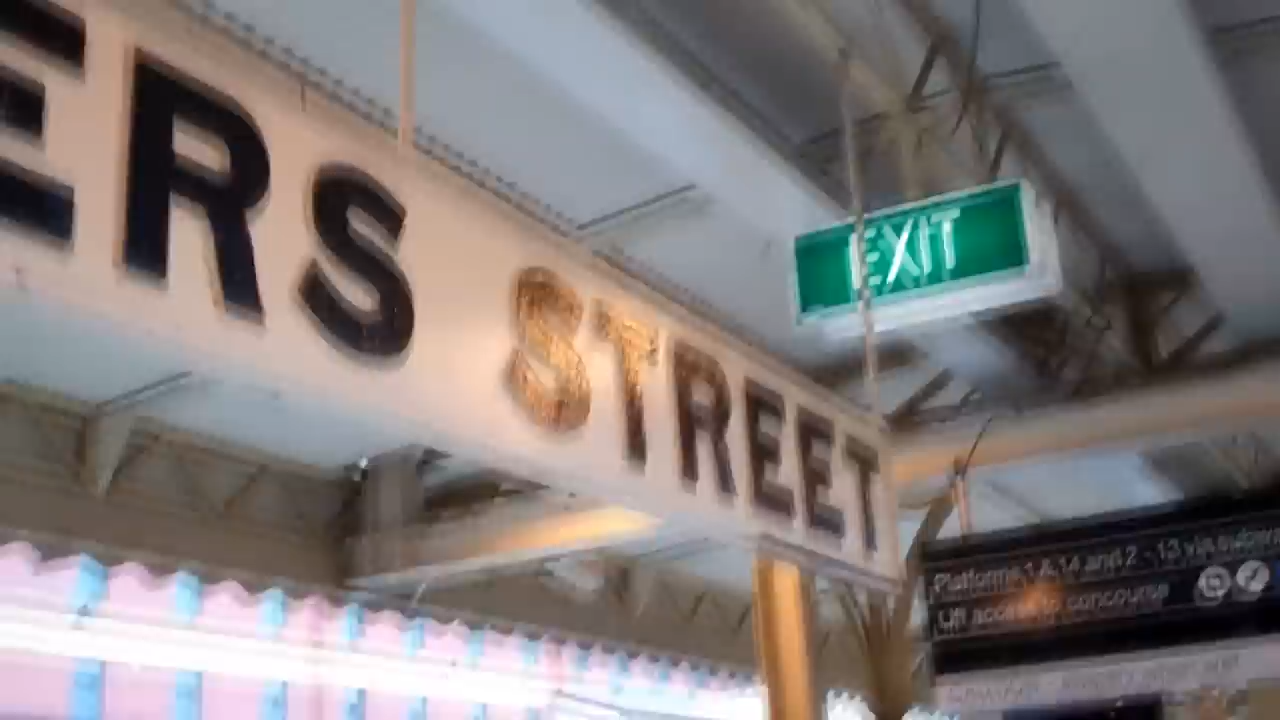 ERS STREET
EXIT
Platforms 1 & 14 and 2 - 13 via subway
Lift access to concourse